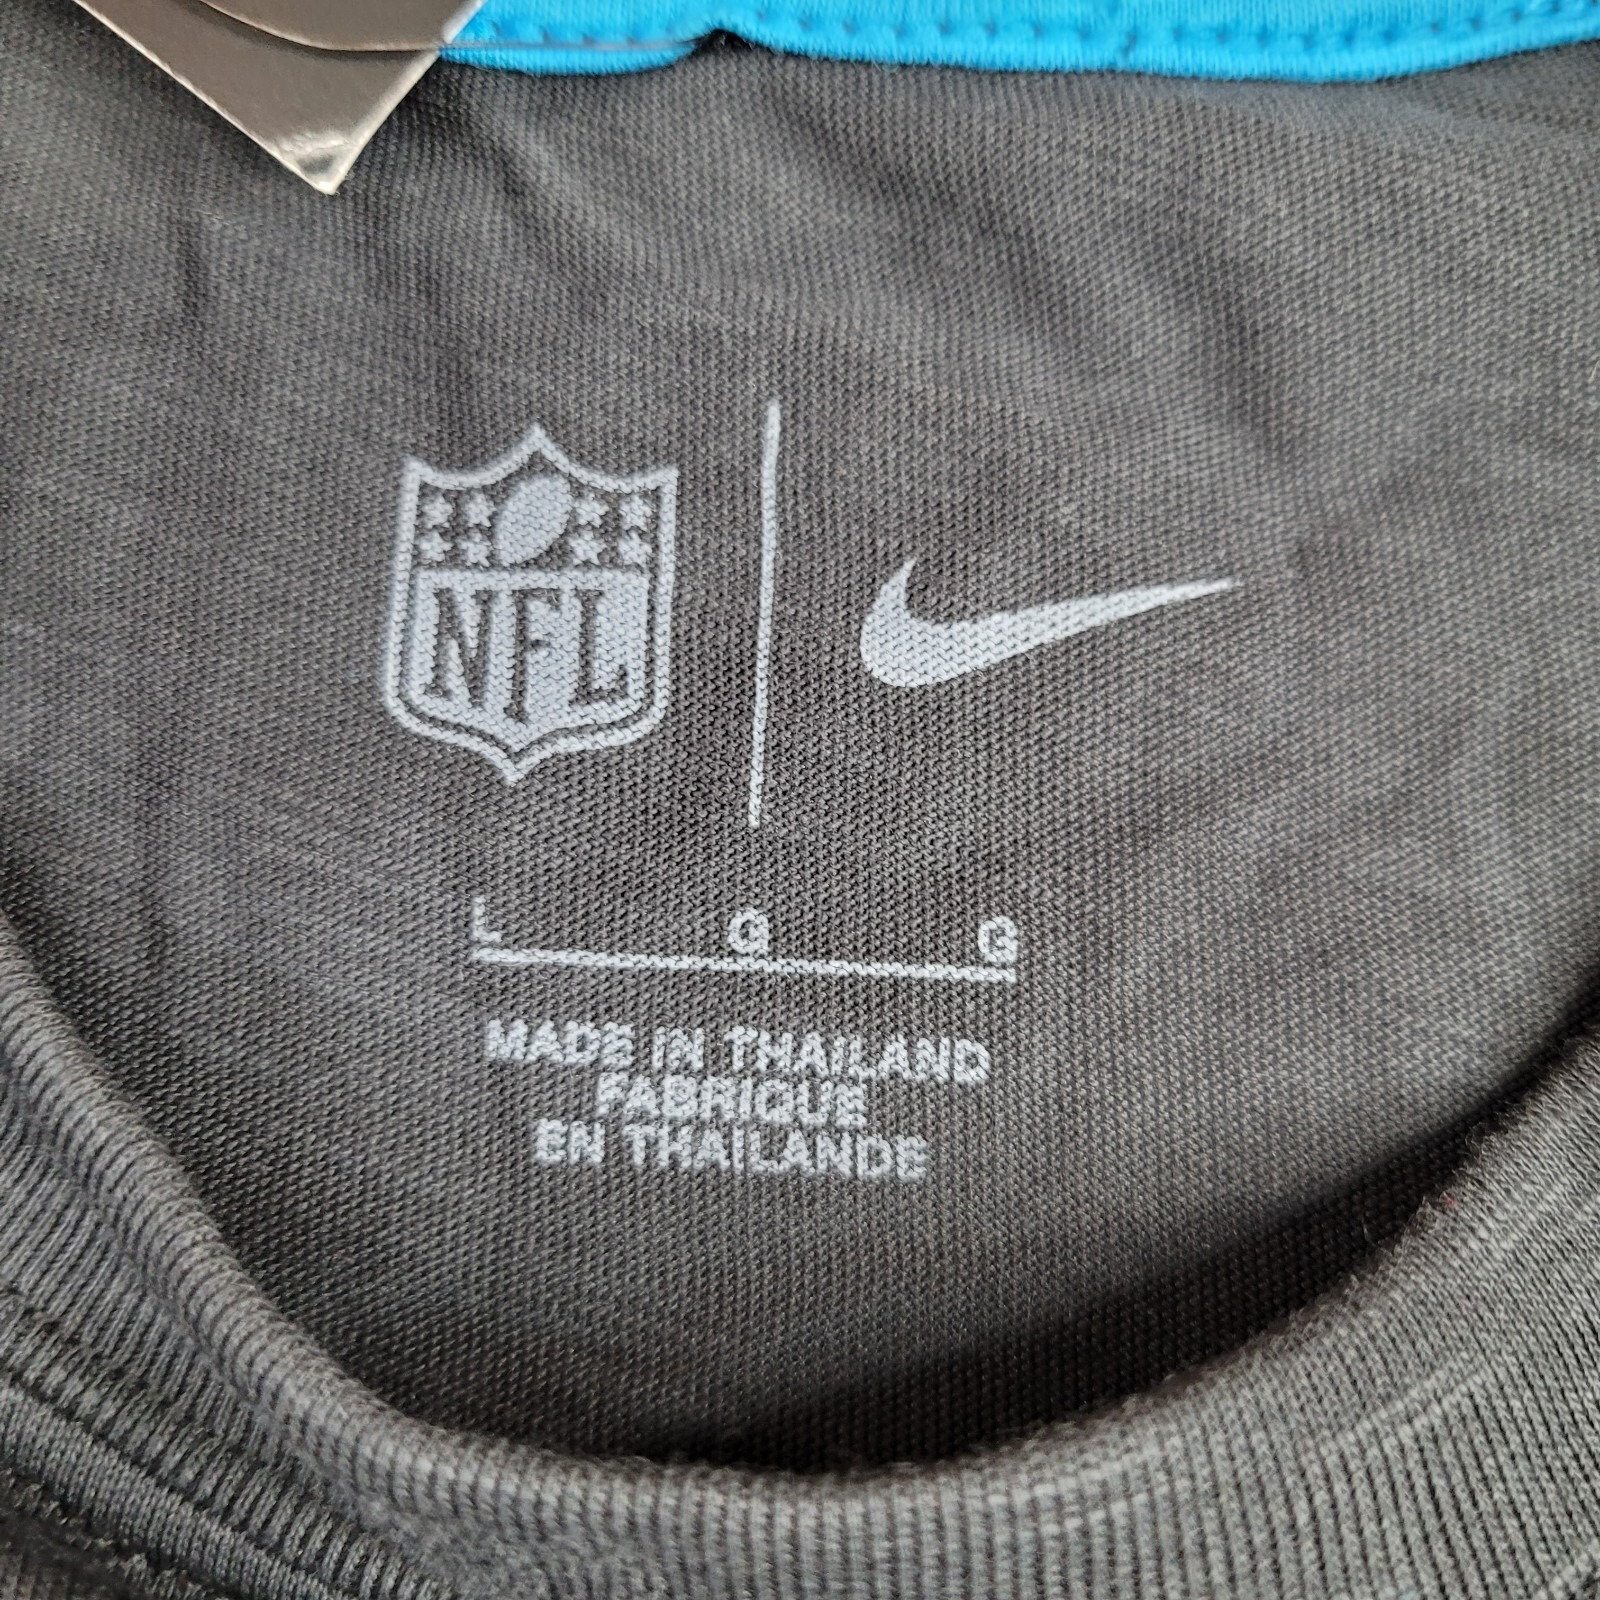 NFL
L G G
MADE IN THAILAND
FABRIQUE
EN THAILANDE